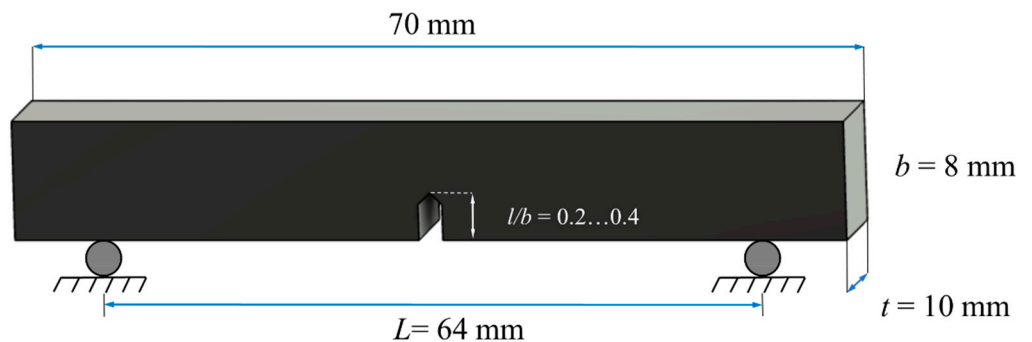 70 mm
b = 8 mm
l/b = 0.2…0.4
t = 10 mm
L= 64 mm